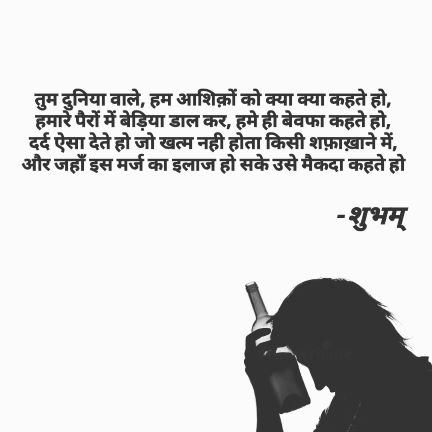 तुम दुनिया वाले, हम आशिक़ों को क्या क्या कहते हो,
हमारे पैरों में बेड़िया डाल कर, हमे ही बेवफा कहते हो,
दर्द ऐसा देते हो जो खत्म नही होता किसी शफ़ाख़ाने में,
और जहाँ इस मर्ज का इलाज हो सके उसे मैकदा कहते हो
-शुभम्